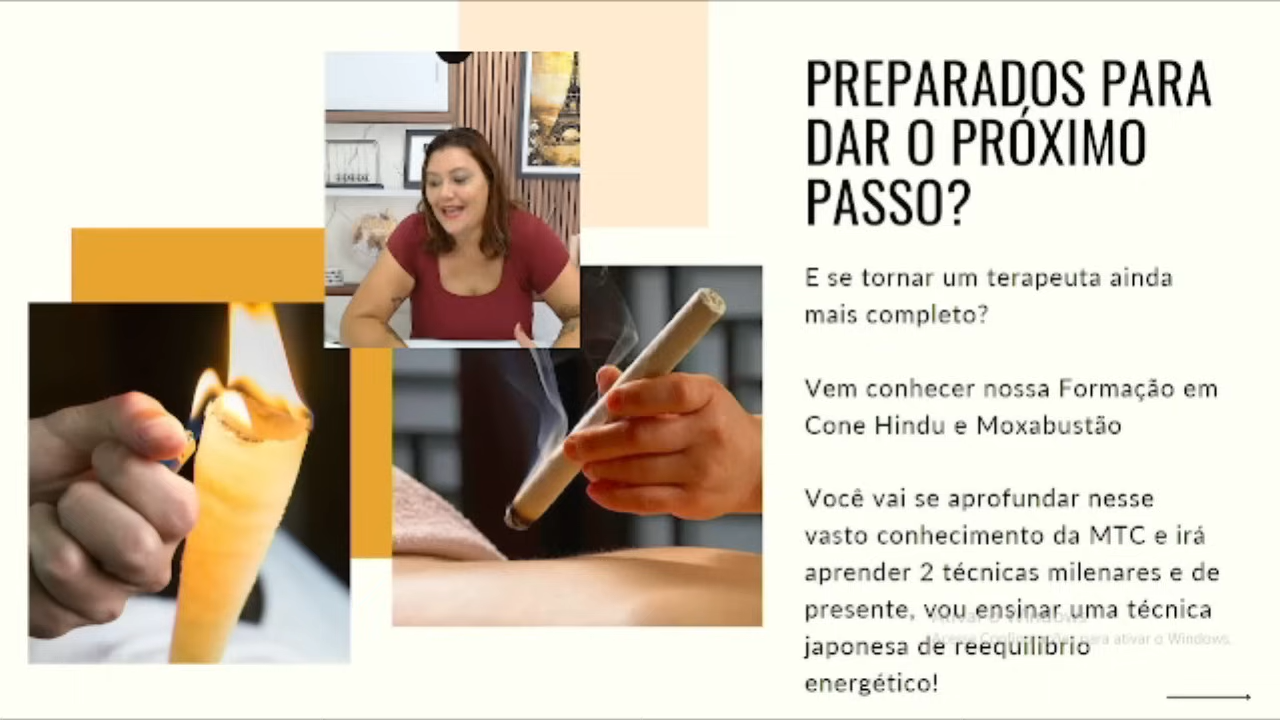 PREPARADOS PARA
DAR O PRÓXIMO
PASSO?
E se tornar um terapeuta ainda
mais completo?
Vem conhecer nossa Formação em
Cone Hindu e Moxabustão
Você vai se aprofundar nesse
vasto conhecimento da MTC e irá
aprender 2 técnicas milenares e de
presente, vou ensinar uma técnica
japonesa de reequilíbrio
energético!
Ativar o Windows
para ativar o Windows.